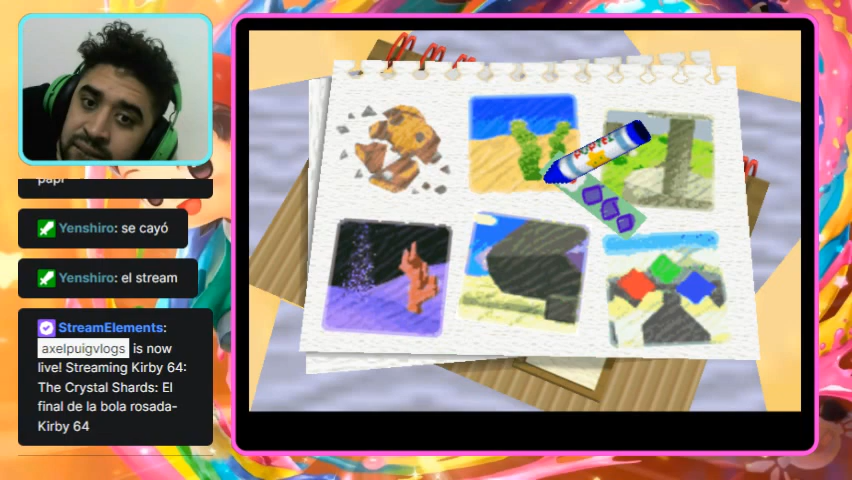 papi
Yenshiro: se cayó
Yenshiro: el stream
StreamElements:
axelpuigvlogs is now
live! Streaming Kirby 64:
The Crystal Shards: El
final de la bola rosada-
Kirby 64